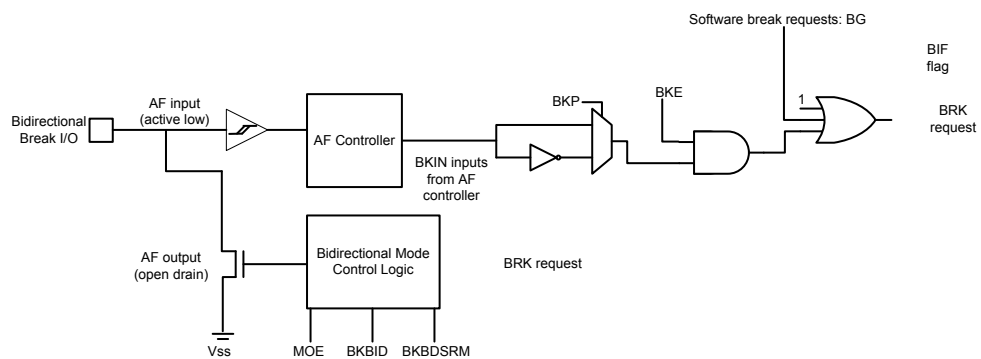 Software break requests: BG
BIF
flag
BKP
BKE
1
BRK
request
AF input
(active low)
Bidirectional
Break I/O
AF Controller
BKIN inputs
from AF
controller
AF output
(open drain)
Bidirectional Mode
Control Logic
BRK request
Vss
MOE
BKBID
BKBDSRM